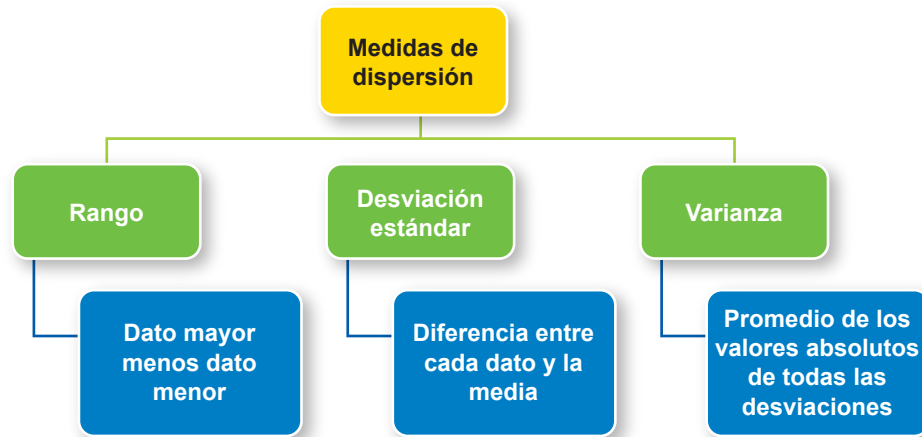 Medidas de
dispersión
Rango
Desviación
estándar
Varianza
Dato mayor
menos dato
menor
Diferencia entre
cada dato y la
media
Promedio de los
valores absolutos
de todas las
desviaciones